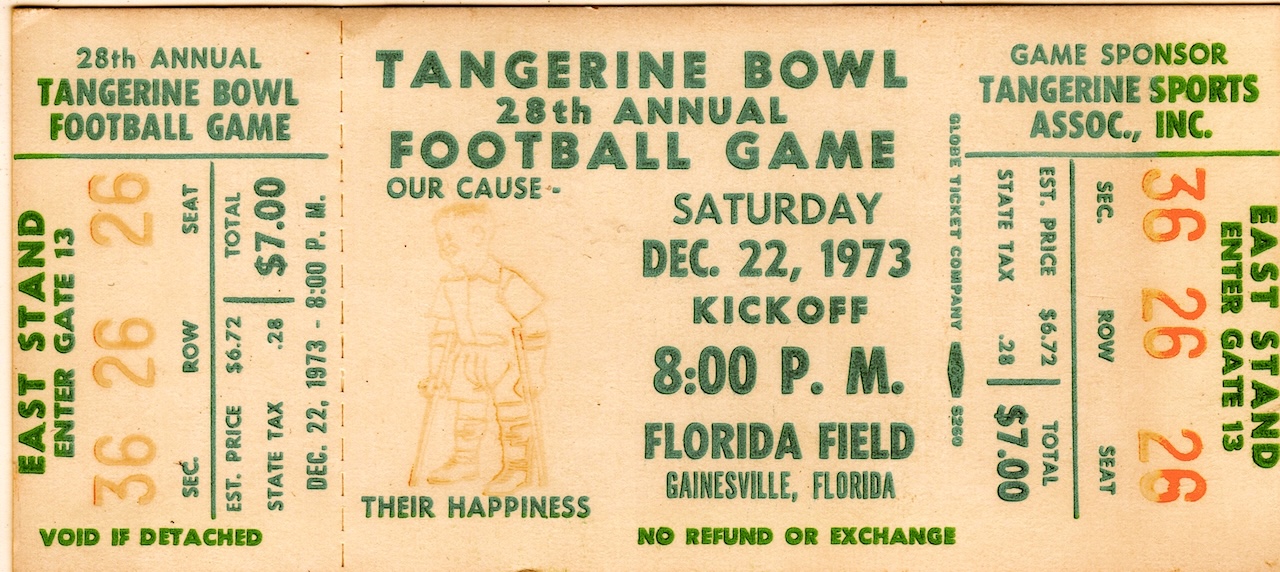 28th ANNUAL
TANGERINE BOWL
FOOTBALL GAME
EAST STAND
ENTER GATE 13
36 26 26
SEC. ROW SEAT
EST. PRICE $6.72
STATE TAX .28
TOTAL
$7.00
DEC. 22, 1973 - 8:00 P. M.
VOID IF DETACHED
TANGERINE BOWL
28th ANNUAL
FOOTBALL GAME
OUR CAUSE -
THEIR HAPPINESS
SATURDAY
DEC. 22, 1973
KICKOFF
8:00 P. M.
FLORIDA FIELD
GAINESVILLE, FLORIDA
NO REFUND OR EXCHANGE
GLOBE TICKET COMPANY 8260
GAME SPONSOR
TANGERINE SPORTS
ASSOC., INC.
EAST STAND
ENTER GATE 13
36 26 26
SEC. ROW SEAT
EST. PRICE $6.72
STATE TAX .28
TOTAL
$7.00